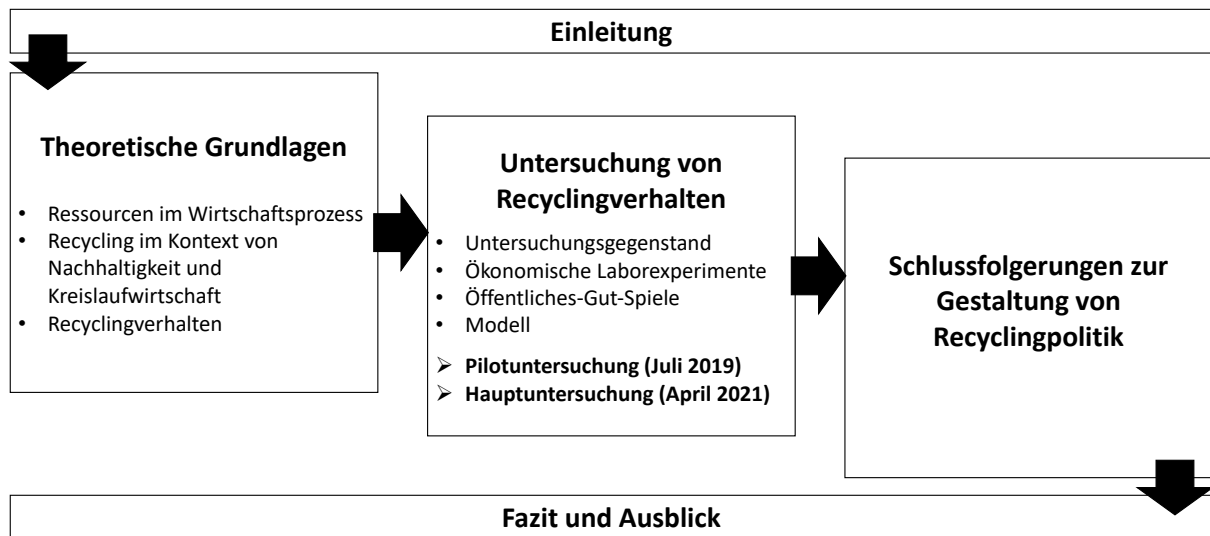 Einleitung
Theoretische Grundlagen
• Ressourcen im Wirtschaftsprozess
• Recycling im Kontext von
Nachhaltigkeit und
Kreislaufwirtschaft
• Recyclingverhalten
Untersuchung von
Recyclingverhalten
• Untersuchungsgegenstand
• Ökonomische Laborexperimente
• Öffentliches-Gut-Spiele
• Modell
➢ Pilotuntersuchung (Juli 2019)
➢ Hauptuntersuchung (April 2021)
Schlussfolgerungen zur
Gestaltung von
Recyclingpolitik
Fazit und Ausblick